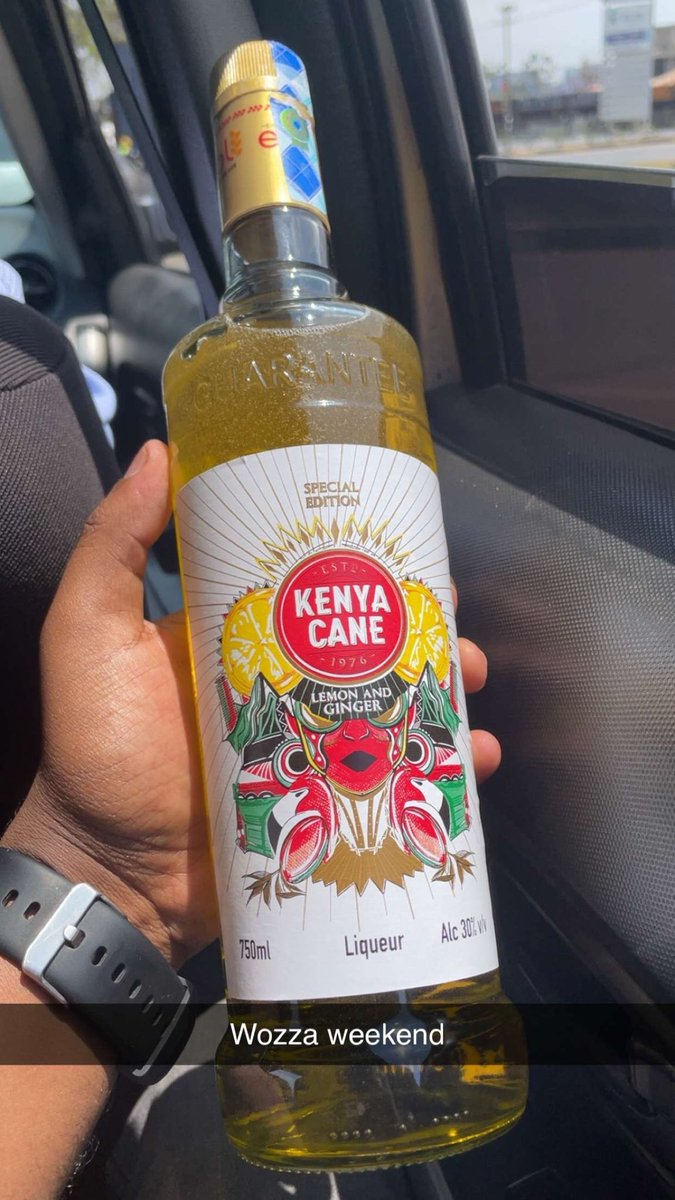 GUARANTEE
SPECIAL
EDITION
ESTD
KENYA
CANE
-1976-
LEMON AND
GINGER
750ml
Liqueur
Alc 30% v/v
Wozza weekend